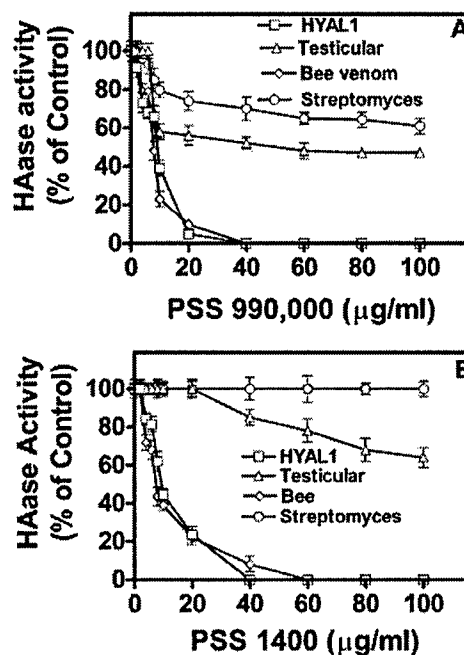 A
HAase activity
(% of Control)
100
80
60
40
20
0
HYAL1
Testicular
Bee venom
Streptomyces
0 20 40 60 80 100
PSS 990,000 (μg/ml)
B
HAase Activity
(% of Control)
100
80
60
40
20
0
HYAL1
Testicular
Bee
Streptomyces
0 20 40 60 80 100
PSS 1400 (μg/ml)